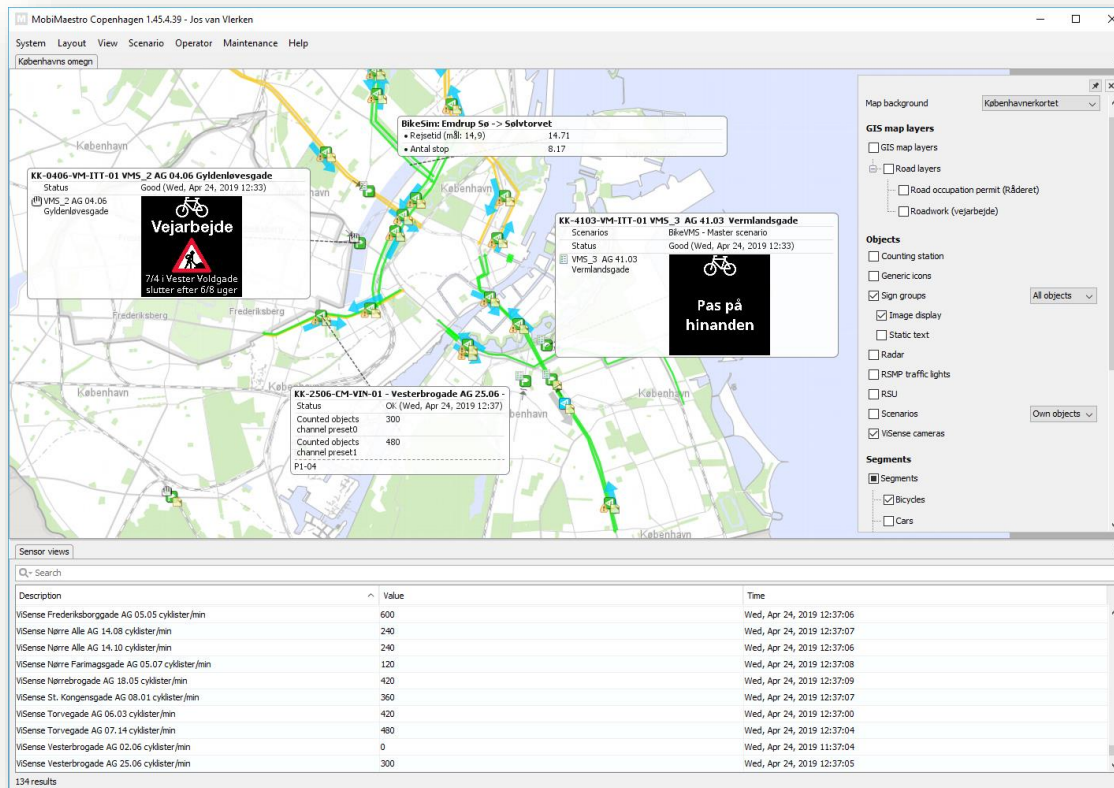 MobiMaestro Copenhagen 1.45.4.39 - Jos van Vlerken
System Layout View Scenario Operator Maintenance Help
Københavns omegn
BikeSim: Emdrup Sø -> Sølvtorvet
• Rejsetid (mål: 14,9) 14.71
• Antal stop 8.17
København
København
KK-0406-VM-ITT-01 VMS_2 AG 04.06 Gyldenløvesgade
Status Good (Wed, Apr 24, 2019 12:33)
VMS_2 AG 04.06
Gyldenløvesgade
Vejarbejde
7/4 i Vester Voldgade
slutter efter 6/8 uger
KK-4103-VM-ITT-01 VMS_3 AG 41.03 Vermlandsgade
Scenarios BikeVMS - Master scenario
Status Good (Wed, Apr 24, 2019 12:33)
VMS_3 AG 41.03
Vermlandsgade
Pas på
hinanden
Frederiksberg
Frederiksberg
København
København
København
KK-2506-CM-VIN-01 - Vesterbrogade AG 25.06 -
Status OK (Wed, Apr 24, 2019 12:37)
Counted objects 300
channel preset0
Counted objects 480
channel preset1
P1-04
København
Map background Københavnerkortet
GIS map layers
GIS map layers
Road layers
Road occupation permit (Råderet)
Roadwork (vejarbejde)
Objects
Counting station
Generic icons
Sign groups All objects
Image display
Static text
Radar
RSMP traffic lights
RSU
Scenarios Own objects
ViSense cameras
Segments
Segments
Bicycles
Cars
Sensor views
Search
Description Value Time
ViSense Frederiksborggade AG 05.05 cyklister/min 600 Wed, Apr 24, 2019 12:37:06
ViSense Nørre Alle AG 14.08 cyklister/min 240 Wed, Apr 24, 2019 12:37:07
ViSense Nørre Alle AG 14.10 cyklister/min 240 Wed, Apr 24, 2019 12:37:06
ViSense Nørre Farimagsgade AG 05.07 cyklister/min 120 Wed, Apr 24, 2019 12:37:08
ViSense Nørrebrogade AG 18.05 cyklister/min 420 Wed, Apr 24, 2019 12:37:09
ViSense St. Kongensgade AG 08.01 cyklister/min 360 Wed, Apr 24, 2019 12:37:07
ViSense Torvegade AG 06.03 cyklister/min 420 Wed, Apr 24, 2019 12:37:00
ViSense Torvegade AG 07.14 cyklister/min 480 Wed, Apr 24, 2019 12:37:04
ViSense Vesterbrogade AG 02.06 cyklister/min 0 Wed, Apr 24, 2019 11:37:04
ViSense Vesterbrogade AG 25.06 cyklister/min 300 Wed, Apr 24, 2019 12:37:05
134 results